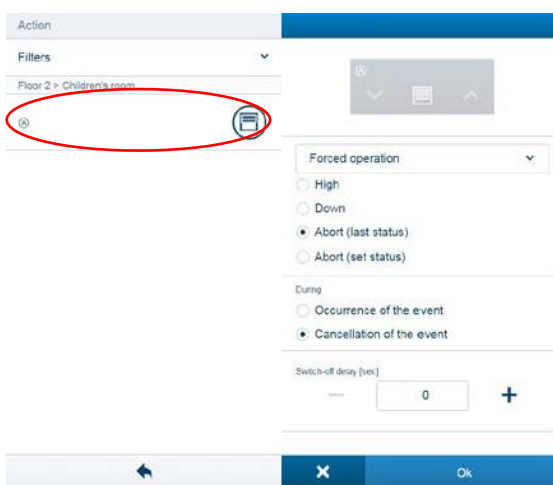 Action
Filters
Floor 2 > Children's room
Forced operation
High
Down
Abort (last status)
Abort (set status)
During
Occurrence of the event
Cancellation of the event
Switch-off delay [sec]
0
Ok